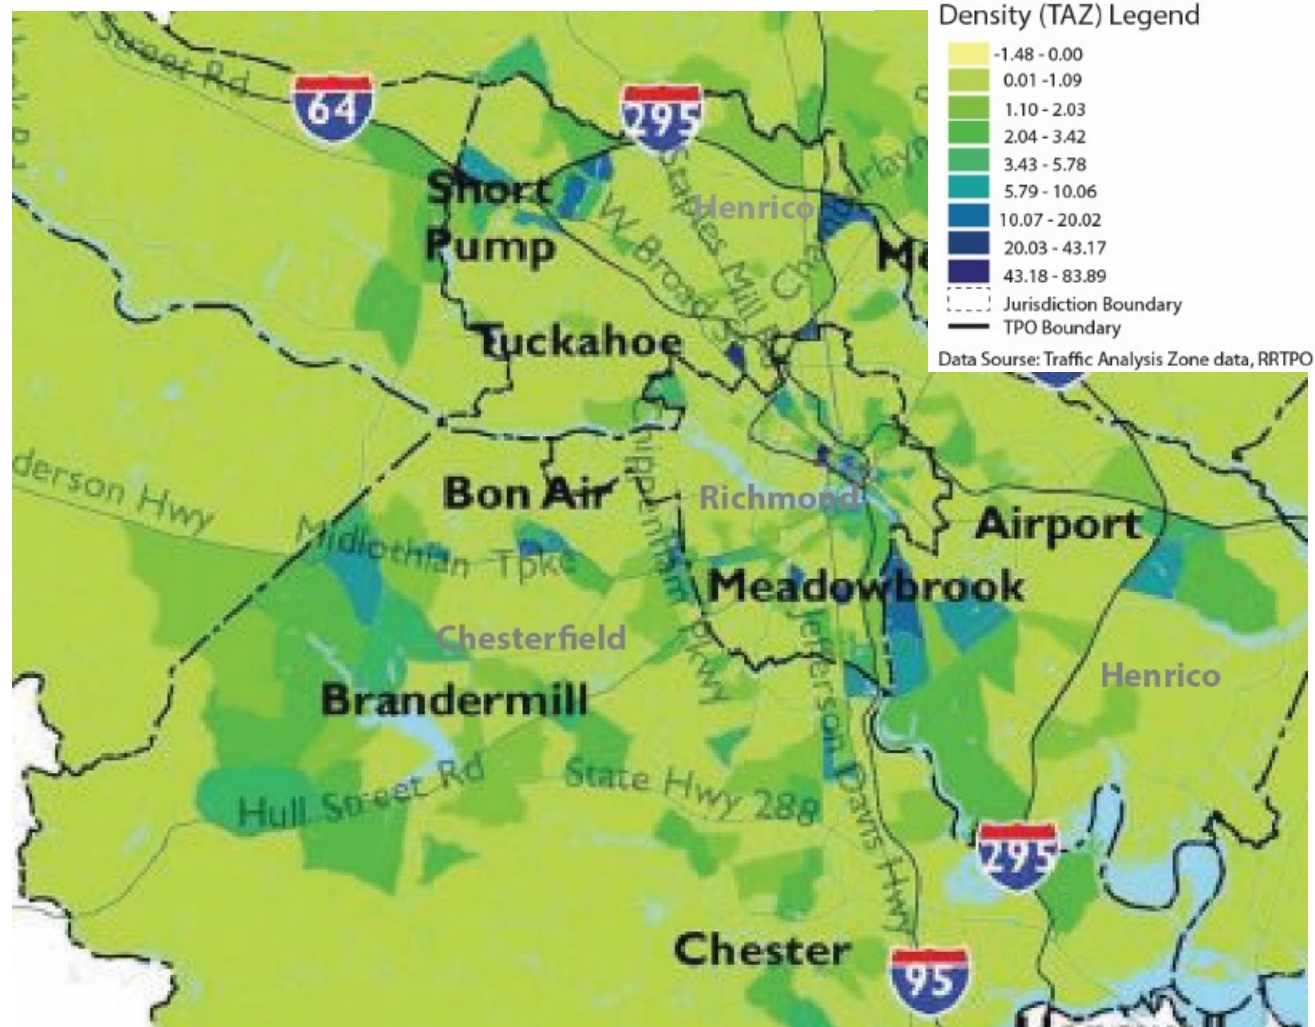 Density (TAZ) Legend
-1.48 - 0.00
0.01 -1.09
1.10 - 2.03
2.04 - 3.42
3.43 - 5.78
5.79 - 10.06
10.07 - 20.02
20.03 - 43.17
43.18 - 83.89
Jurisdiction Boundary
TPO Boundary
Data Sourse: Traffic Analysis Zone data, RRTPO
Street Rd
64
295
Short
Pump
Henrico
Staples Mill
W Broad
Me
Tuckahoe
derson Hwy
Bon Air
Richmond
Airport
Midlothian Tpke
Chippenham Pkwy
Meadowbrook
Chesterfield
Henrico
Jefferson Davis Hwy
Brandermill
Hull Street Rd
State Hwy 288
295
Chester
95